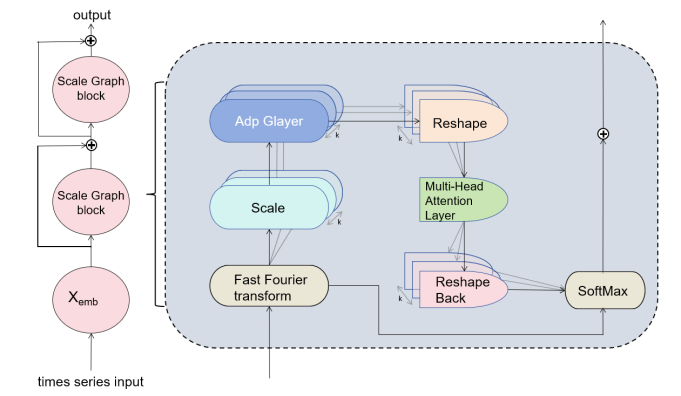 output
Scale Graph
block
Scale Graph
block
Xemb
times series input
Adp Glayer
k
Reshape
k
Scale
k
Multi-Head
Attention
Layer
Fast Fourier
transform
Reshape
Back
k
SoftMax